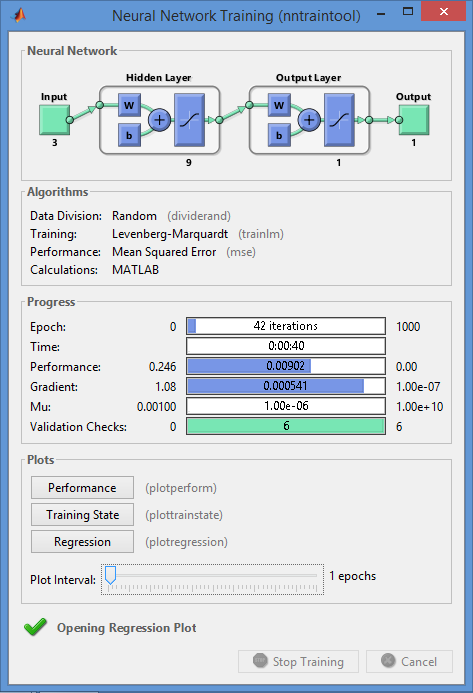 Neural Network Training (nntraintool)
Neural Network
Hidden Layer
Output Layer
Input
Output
W
W
b
b
+
+
3
9
1
1
Algorithms
Data Division: Random (dividerand)
Training: Levenberg-Marquardt (trainlm)
Performance: Mean Squared Error (mse)
Calculations: MATLAB
Progress
Epoch: 0 42 iterations 1000
Time: 0:00:40
Performance: 0.246 0.00902 0.00
Gradient: 1.08 0.000541 1.00e-07
Mu: 0.00100 1.00e-06 1.00e+10
Validation Checks: 0 6 6
Plots
Performance (plotperform)
Training State (plottrainstate)
Regression (plotregression)
Plot Interval: 1 epochs
Opening Regression Plot
Stop Training Cancel